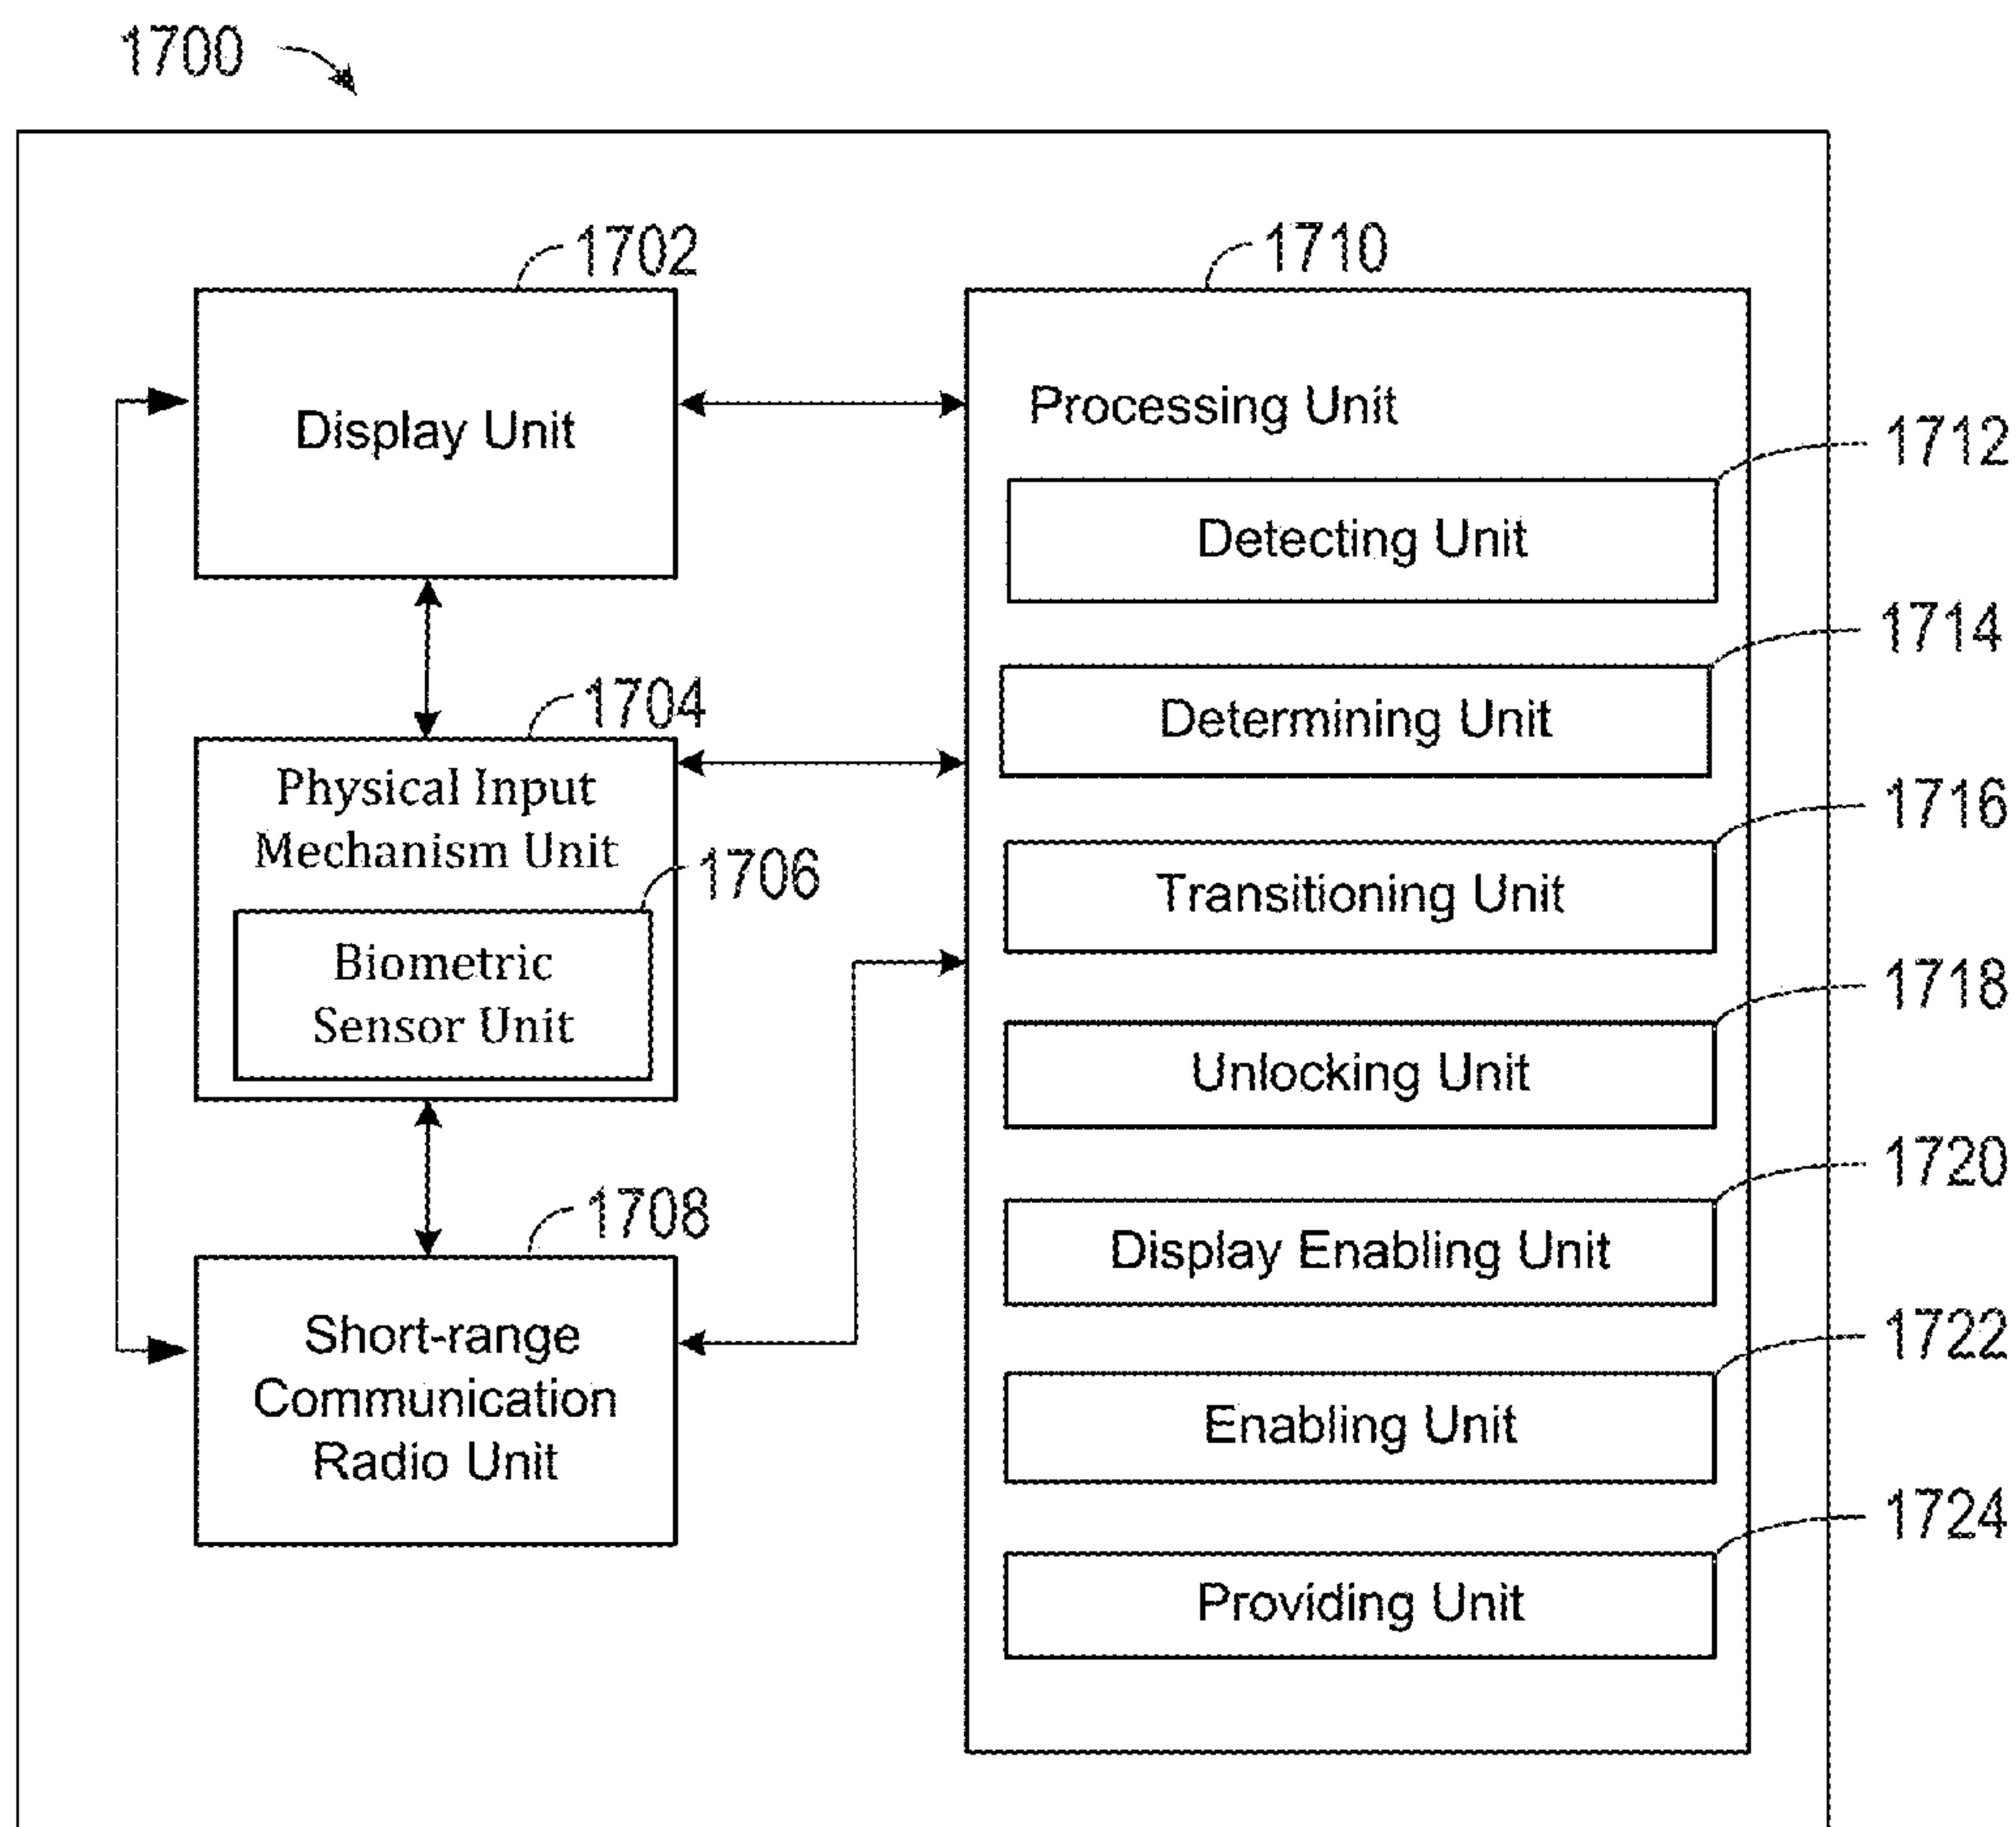 1700
1702
1710
Display Unit
Processing Unit
1712
Detecting Unit
1714
Determining Unit
1704
Physical Input
Mechanism Unit
1706
Biometric
Sensor Unit
1716
Transitioning Unit
1718
Unlocking Unit
1720
Display Enabling Unit
1708
Short-range
Communication
Radio Unit
1722
Enabling Unit
1724
Providing Unit